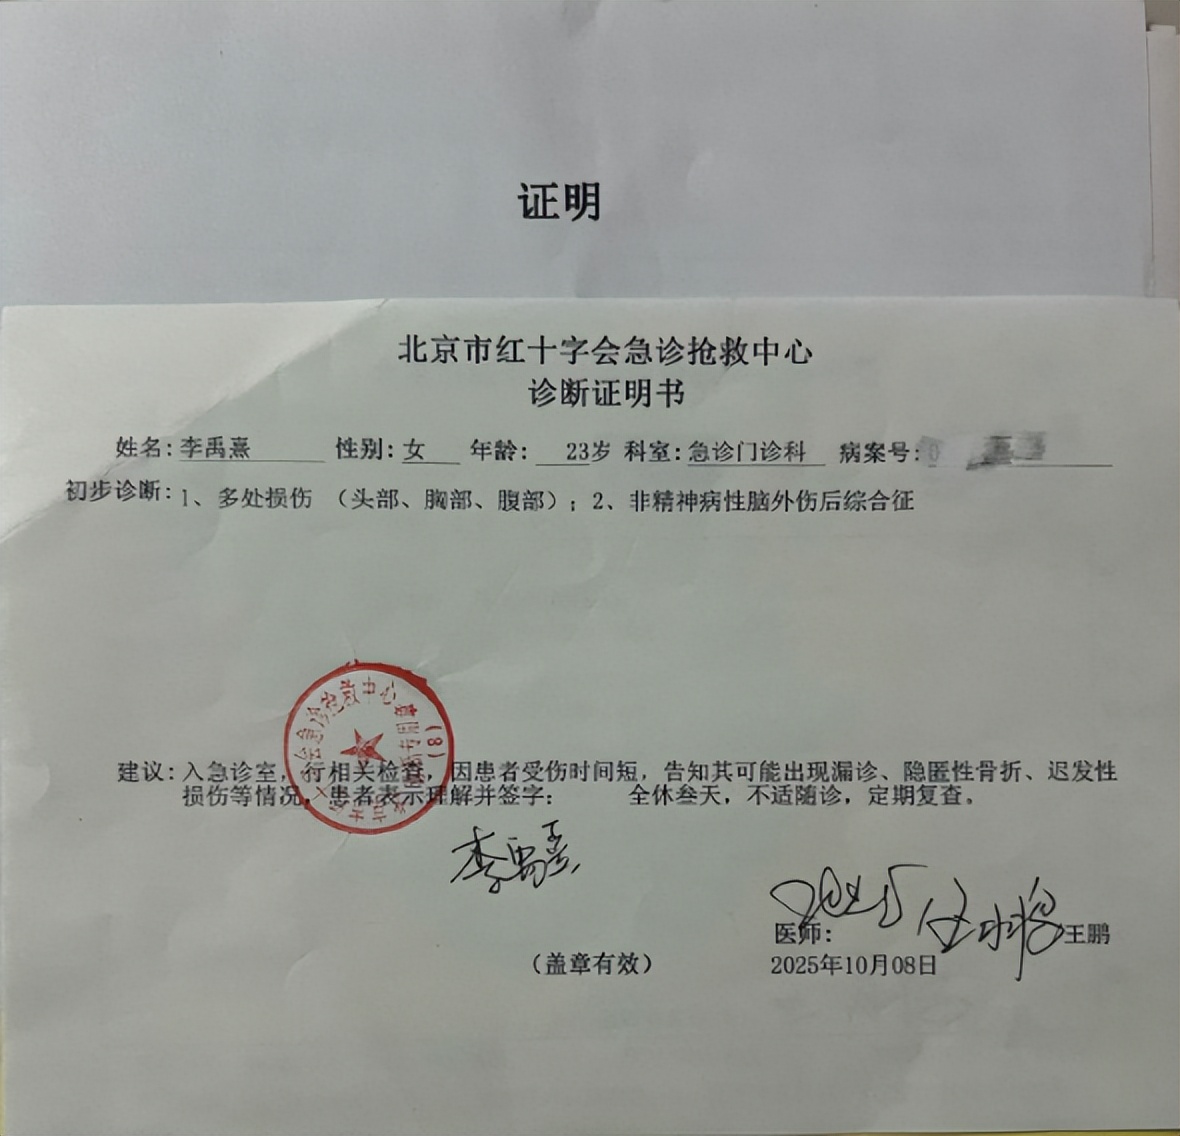 证明
北京市红十字会急诊抢救中心
诊断证明书
姓名：李禹熹 性别：女 年龄： 23岁 科室：急诊门诊科 病案号：
初步诊断：1、多处损伤 （头部、胸部、腹部）；2、非精神病性脑外伤后综合征
会急诊抢救中心
(8)
建议：入急诊室，行相关检查，因患者受伤时间短，告知其可能出现漏诊、隐匿性骨折、迟发性
损伤等情况，患者表示理解并签字： 全休叁天，不适随诊，定期复查。
李禹熹
医师： 王鹏
（盖章有效） 2025年10月08日